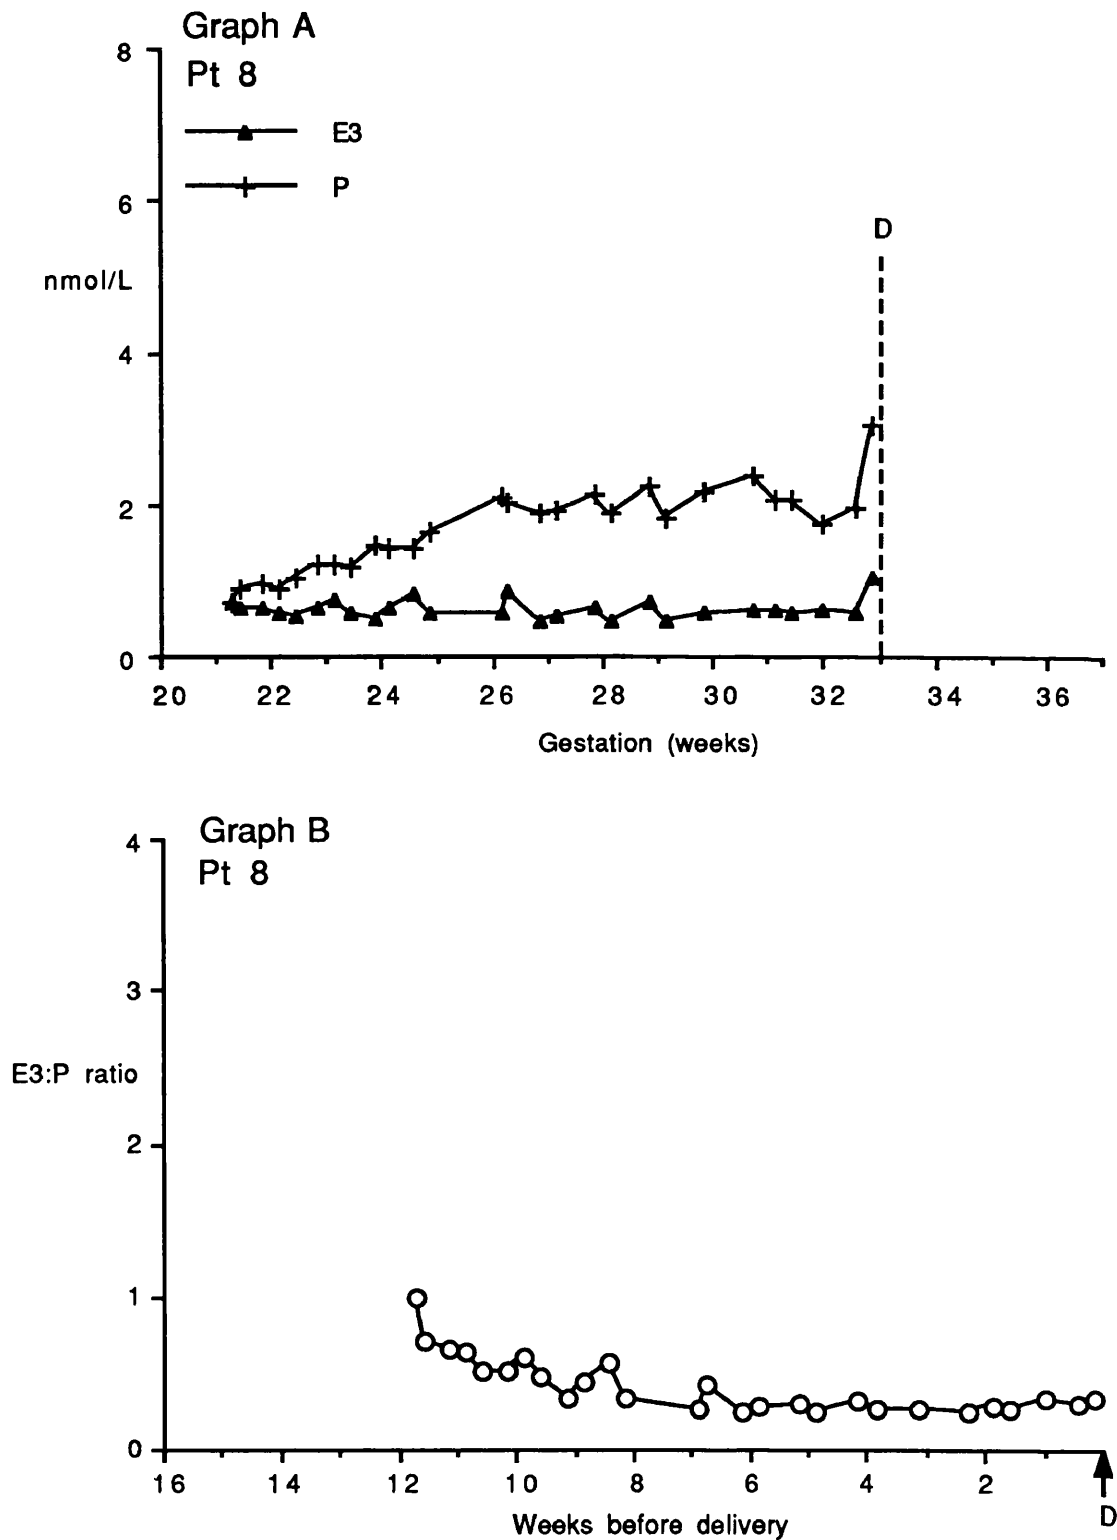 Graph A
Pt 8
E3
P
8
6
nmol/L
4
2
0
D
20 22 24 26 28 30 32 34 36
Gestation (weeks)
Graph B
Pt 8
4
3
E3:P ratio
2
1
0
16 14 12 10 8 6 4 2
D
Weeks before delivery